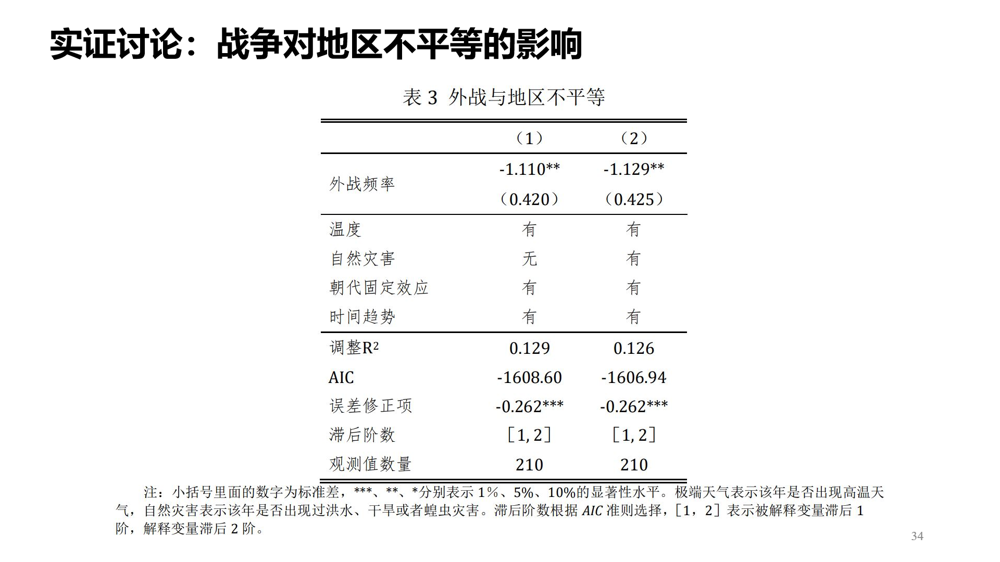 实证讨论：战争对地区不平等的影响
表 3 外战与地区不平等
（1） （2）
外战频率 -1.110** -1.129**
（0.420） （0.425）
温度 有 有
自然灾害 无 有
朝代固定效应 有 有
时间趋势 有 有
调整R² 0.129 0.126
AIC -1608.60 -1606.94
误差修正项 -0.262*** -0.262***
滞后阶数 ［1, 2］ ［1, 2］
观测值数量 210 210
注：小括号里面的数字为标准差，***、**、*分别表示 1％、5%、10%的显著性水平。极端天气表示该年是否出现高温天
气，自然灾害表示该年是否出现过洪水、干旱或者蝗虫灾害。滞后阶数根据 AIC 准则选择，［1，2］表示被解释变量滞后 1
阶，解释变量滞后 2 阶。
34